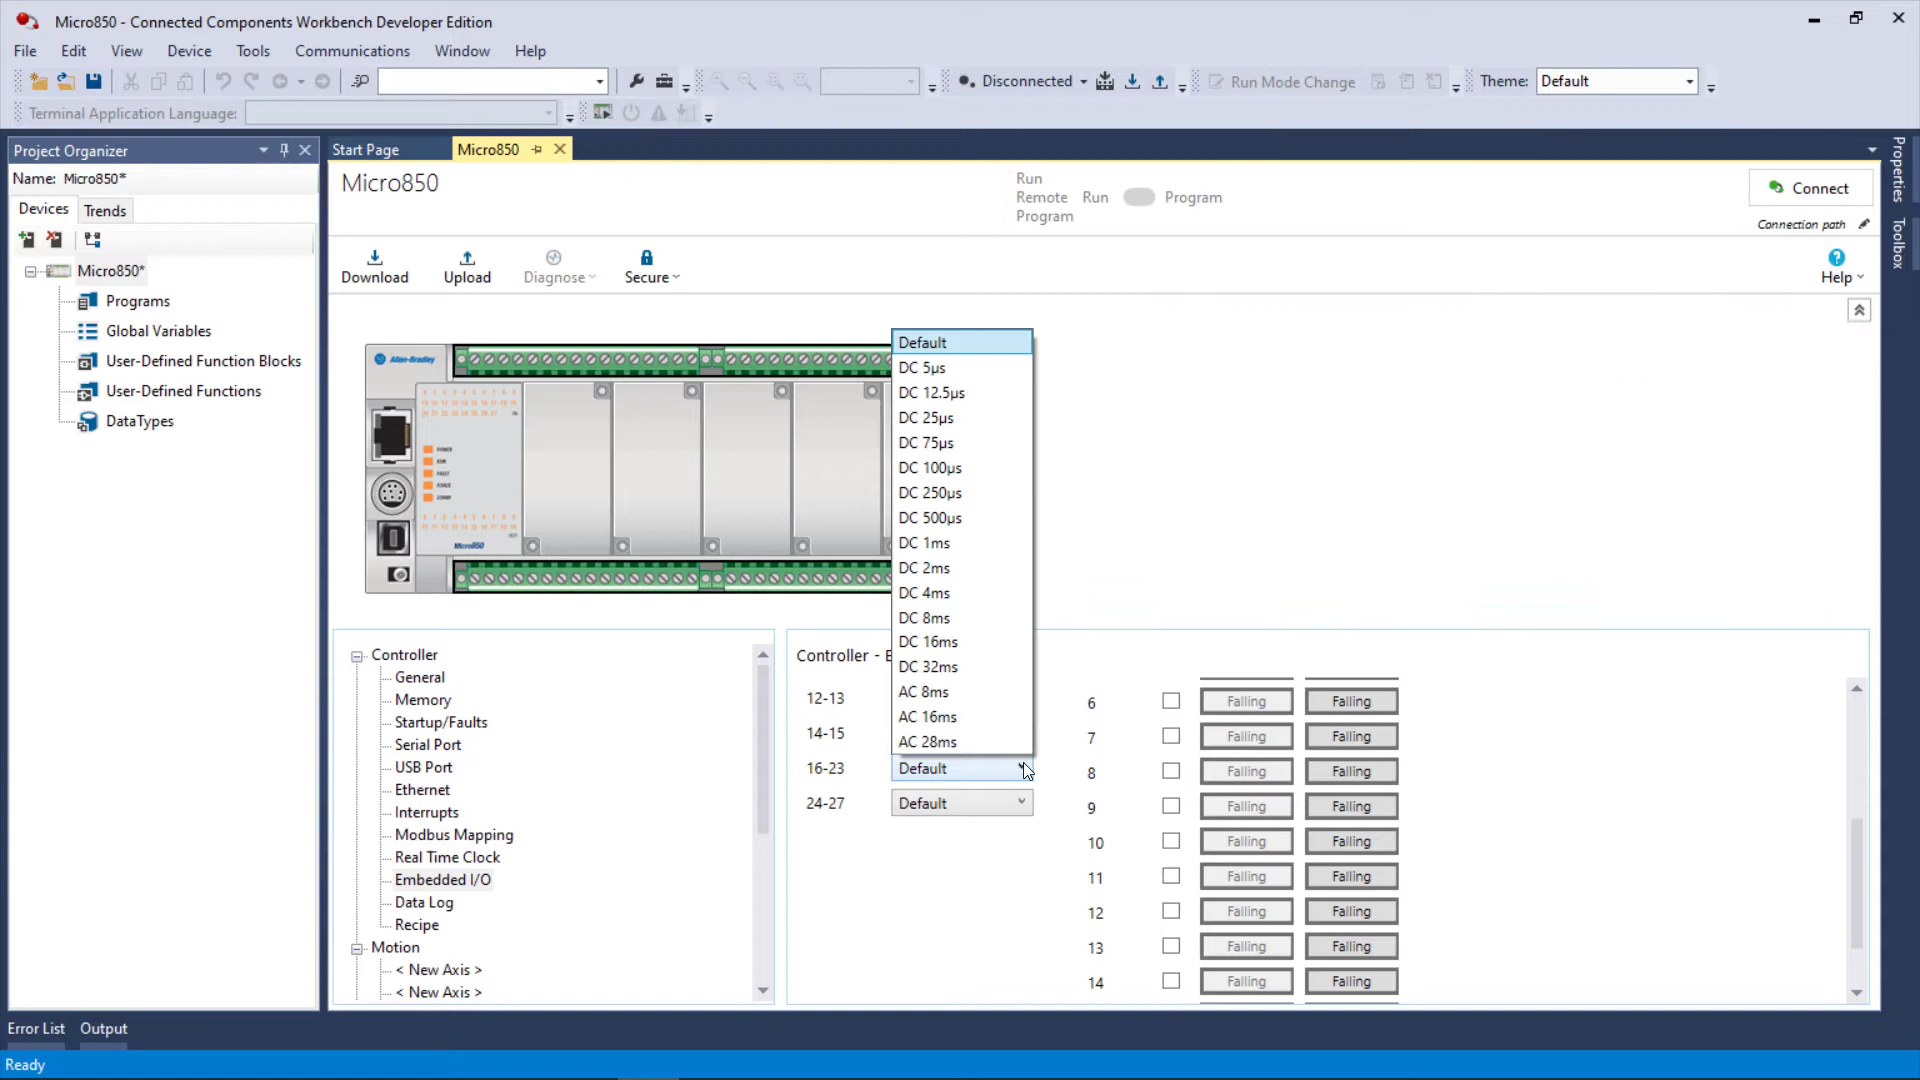 Micro850 - Connected Components Workbench Developer Edition
File Edit View Device Tools Communications Window Help
Disconnected Run Mode Change Theme: Default
Terminal Application Language:
Project Organizer
Name: Micro850*
Devices Trends
Micro850*
Programs
Global Variables
User-Defined Function Blocks
User-Defined Functions
DataTypes
Start Page Micro850
Micro850
Run
Remote Run Program
Program
Connect
Connection path
Download Upload Diagnose Secure Help
Allen-Bradley
POWER
RUN
FAULT
FORCE
COMM
Micro850
Default
DC 5µs
DC 12.5µs
DC 25µs
DC 75µs
DC 100µs
DC 250µs
DC 500µs
DC 1ms
DC 2ms
DC 4ms
DC 8ms
DC 16ms
DC 32ms
AC 8ms
AC 16ms
AC 28ms
Controller
General
Memory
Startup/Faults
Serial Port
USB Port
Ethernet
Interrupts
Modbus Mapping
Real Time Clock
Embedded I/O
Data Log
Recipe
Motion
< New Axis >
< New Axis >
Controller - E
12-13
14-15
16-23 Default
24-27 Default
6 Falling Falling
7 Falling Falling
8 Falling Falling
9 Falling Falling
10 Falling Falling
11 Falling Falling
12 Falling Falling
13 Falling Falling
14 Falling Falling
Properties
Toolbox
Error List Output
Ready